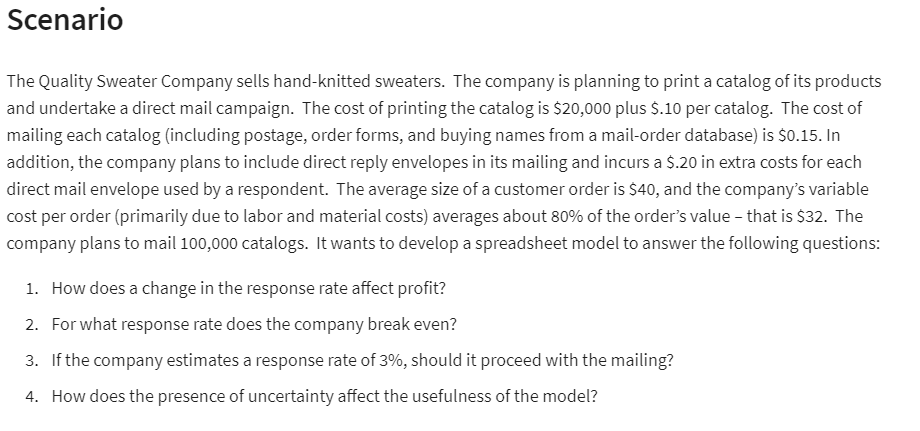 Scenario
The Quality Sweater Company sells hand-knitted sweaters. The company is planning to print a catalog of its products
and undertake a direct mail campaign. The cost of printing the catalog is $20,000 plus $.10 per catalog. The cost of
mailing each catalog (including postage, order forms, and buying names from a mail-order database) is $0.15. In
addition, the company plans to include direct reply envelopes in its mailing and incurs a $.20 in extra costs for each
direct mail envelope used by a respondent. The average size of a customer order is $40, and the company’s variable
cost per order (primarily due to labor and material costs) averages about 80% of the order’s value – that is $32. The
company plans to mail 100,000 catalogs. It wants to develop a spreadsheet model to answer the following questions:
1. How does a change in the response rate affect profit?
2. For what response rate does the company break even?
3. If the company estimates a response rate of 3%, should it proceed with the mailing?
4. How does the presence of uncertainty affect the usefulness of the model?